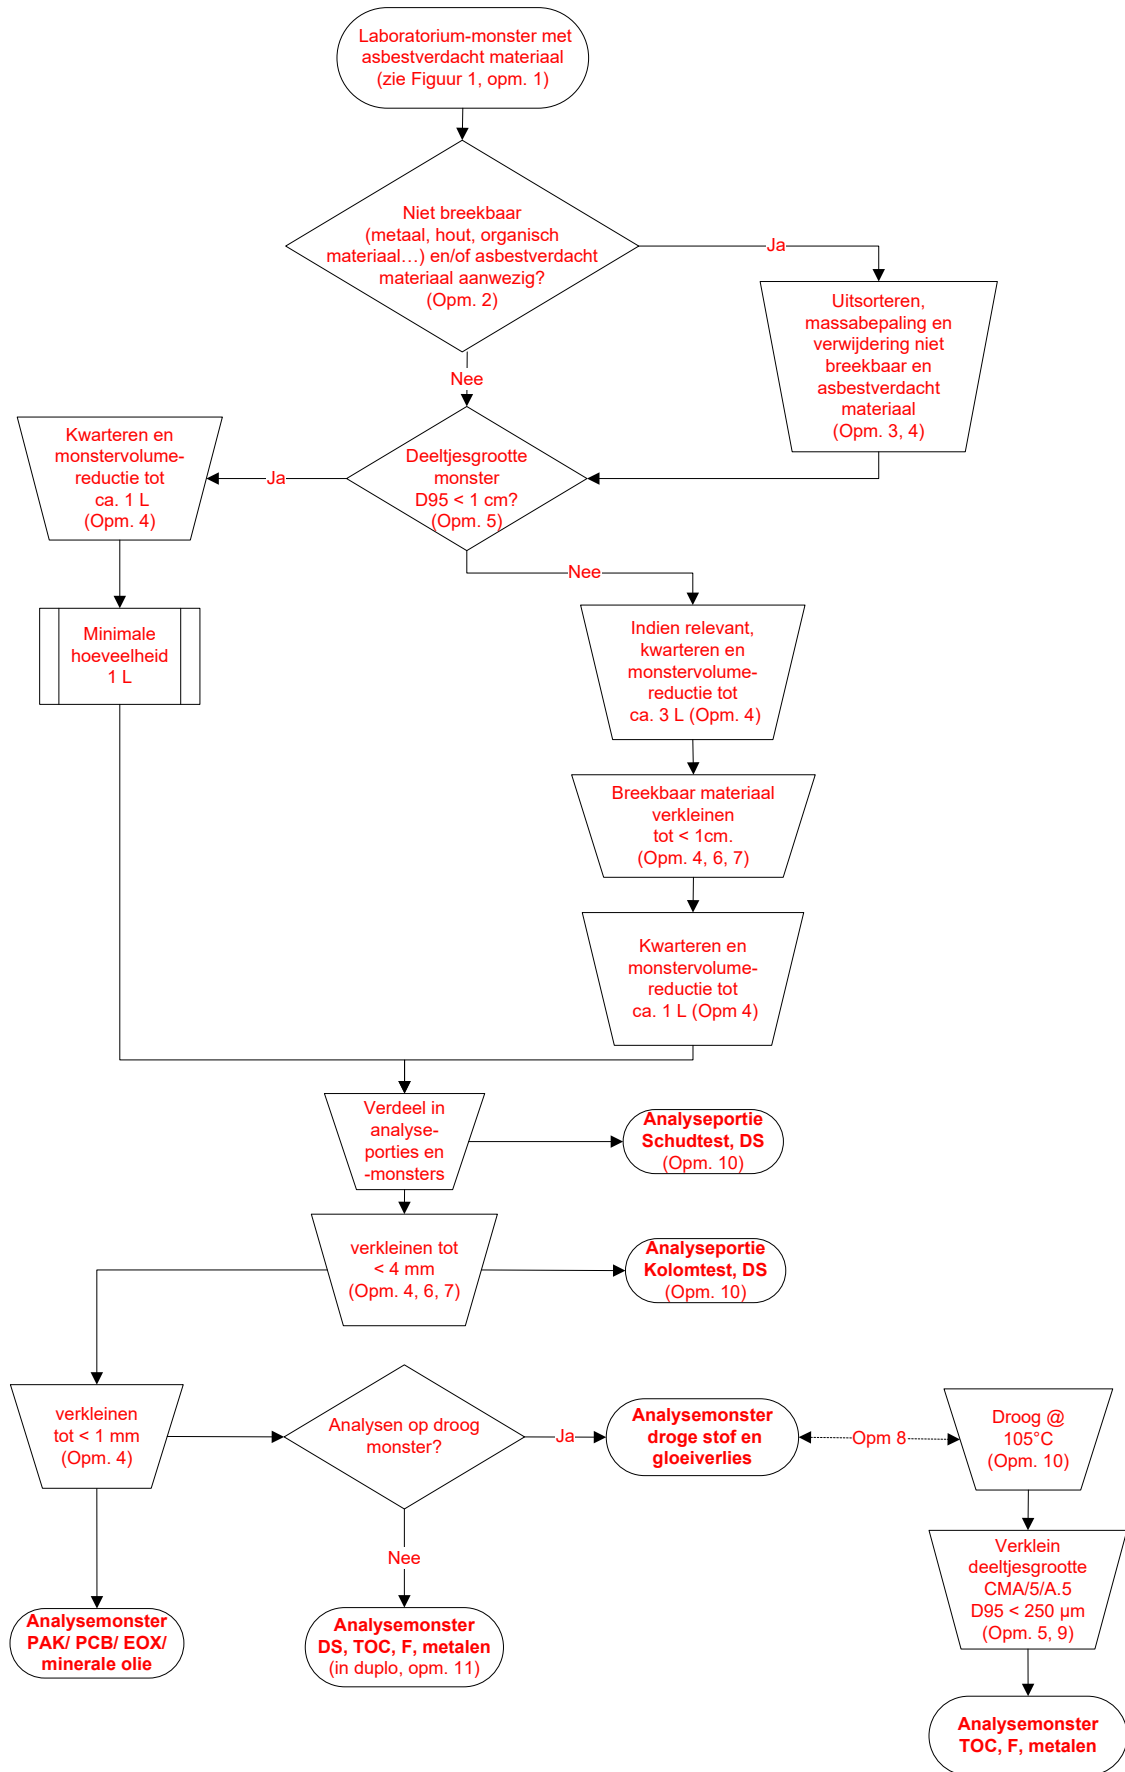 Laboratorium-monster met
asbestverdacht materiaal
(zie Figuur 1, opm. 1)
Niet breekbaar
(metaal, hout, organisch
materiaal…) en/of asbestverdacht
materiaal aanwezig?
(Opm. 2)
Ja
Uitsorteren,
massabepaling en
verwijdering niet
breekbaar en
asbestverdacht
materiaal
(Opm. 3, 4)
Nee
Deeltjesgrootte
monster
D95 < 1 cm?
(Opm. 5)
Ja
Kwarteren en
monstervolume-
reductie tot
ca. 1 L
(Opm. 4)
Minimale
hoeveelheid
1 L
Nee
Indien relevant,
kwarteren en
monstervolume-
reductie tot
ca. 3 L (Opm. 4)
Breekbaar materiaal
verkleinen
tot < 1cm.
(Opm. 4, 6, 7)
Kwarteren en
monstervolume-
reductie tot
ca. 1 L (Opm 4)
Verdeel in
analyse-
porties en
-monsters
Analyseportie
Schudtest, DS
(Opm. 10)
verkleinen tot
< 4 mm
(Opm. 4, 6, 7)
Analyseportie
Kolomtest, DS
(Opm. 10)
verkleinen
tot < 1 mm
(Opm. 4)
Analysen op droog
monster?
Ja
Analysemonster
droge stof en
gloeiverlies
Opm 8
Droog @
105°C
(Opm. 10)
Nee
Verklein
deeltjesgrootte
CMA/5/A.5
D95 < 250 µm
(Opm. 5, 9)
Analysemonster
PAK/ PCB/ EOX/
minerale olie
Analysemonster
DS, TOC, F, metalen
(in duplo, opm. 11)
Analysemonster
TOC, F, metalen